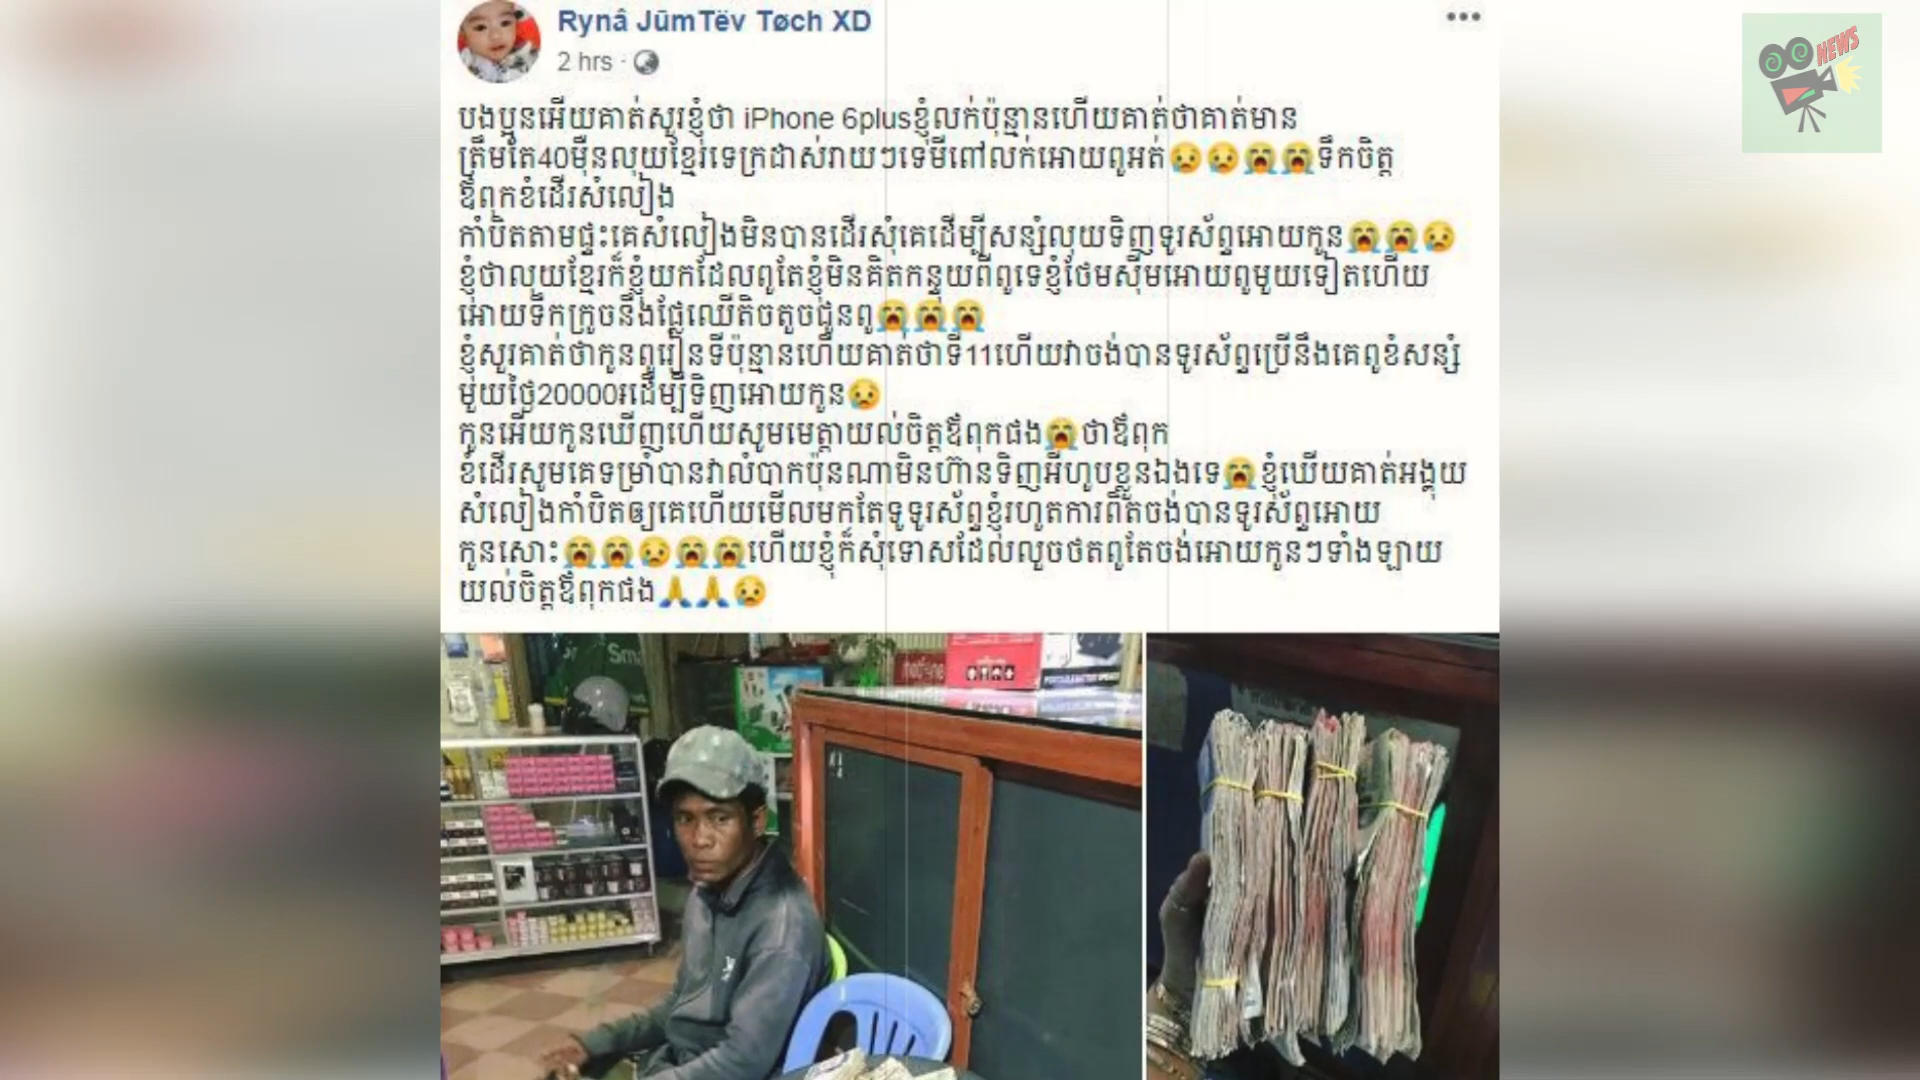 Rynâ JūmTëv Tøch XD
2 hrs ·
បងប្អូនអើយគាត់សួរខ្ញុំថា iPhone 6plusខ្ញុំលក់ប៉ុន្មានហើយគាត់ថាគាត់មាន
ត្រឹមតែ40ម៉ឺនលុយខ្មែរទេក្រដាស់រាយៗទេមីពៅលក់អោយពូអត់😢😢😭😭ទឹកចិត្ត
ឪពុកខំដើរសំលៀង
កាំបិតតាមផ្ទះគេសំលៀងមិនបានដើរសុំគេដើម្បីសន្សំលុយទិញទូរស័ព្ទអោយកូន😭😭😢
ខ្ញុំថាលុយខ្មែរក៏ខ្ញុំយកដែលពូតែខ្ញុំមិនគិតកន្ទុយពីពូទេខ្ញុំថែមស៊ីមអោយពូមួយទៀតហើយ
អោយទឹកក្រូចនឹងផ្លែឈើតិចតួចជូនពូ😭😭😭
ខ្ញុំសួរគាត់ថាកូនពូរៀនទីប៉ុន្មានហើយគាត់ថាទី11ហើយវាចង់បានទូរស័ព្ទប្រើនឹងគេពូខំសន្សំ
មួយថ្ងៃ20000រដើម្បីទិញអោយកូន😢
កូនអើយកូនឃើញហើយសូមមេត្តាយល់ចិត្តឪពុកផង😭ថាឪពុក
ខំដើរសូមគេទម្រាំបានវាលំបាកប៉ុនណាមិនហ៊ានទិញអីហូបខ្លួនឯងទេ😭ខ្ញុំឃើយគាត់អង្គុយ
សំលៀងកាំបិតឲ្យគេហើយមើលមកតែទូទូរស័ព្ទខ្ញុំរហូតការពិតចង់បានទូរស័ព្ទអោយ
កូនសោះ😭😭😢😭😭ហើយខ្ញុំក៏សុំទោសដែលលួចថតពូតែចង់អោយកូនៗទាំងឡាយ
យល់ចិត្តឪពុកផង🙏🙏😢
NEWS